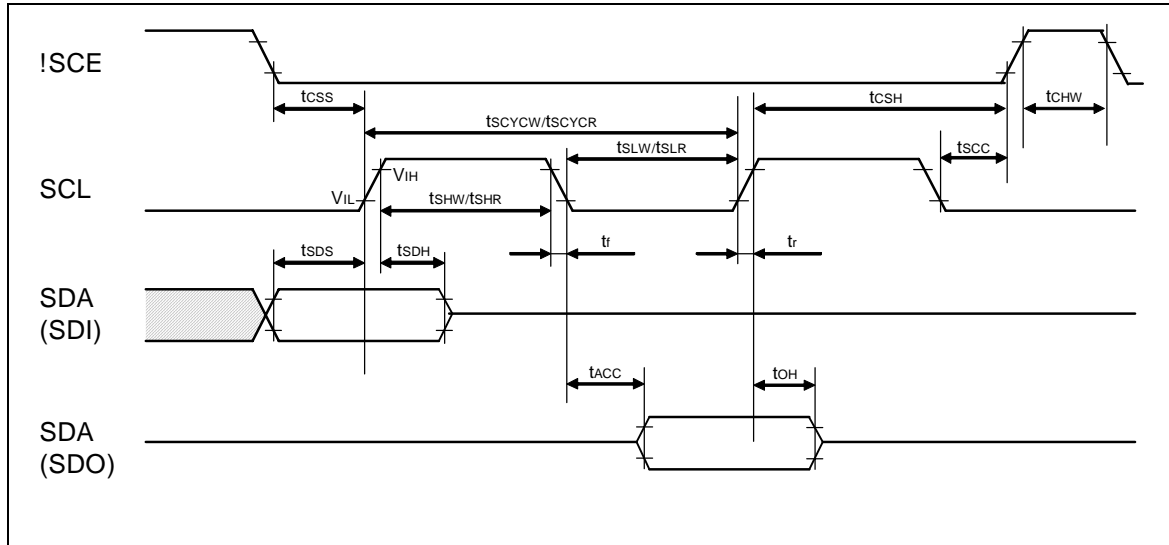 !SCE
tCSS
tCSH
tCHW
tSCYCW/tSCYCR
tSLW/tSLR
tSCC
SCL
VIL
VIH
tSHW/tSHR
tSDS
tSDH
tf
tr
SDA
(SDI)
tACC
tOH
SDA
(SDO)